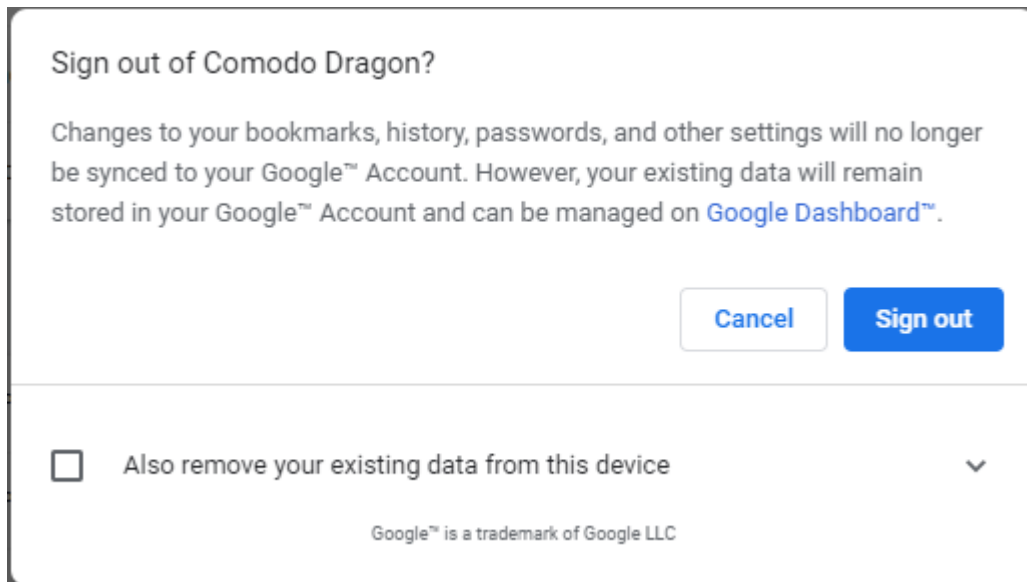 Sign out of Comodo Dragon?
Changes to your bookmarks, history, passwords, and other settings will no longer
be synced to your Google™ Account. However, your existing data will remain
stored in your Google™ Account and can be managed on Google Dashboard™.
Cancel
Sign out
Also remove your existing data from this device
Google™ is a trademark of Google LLC